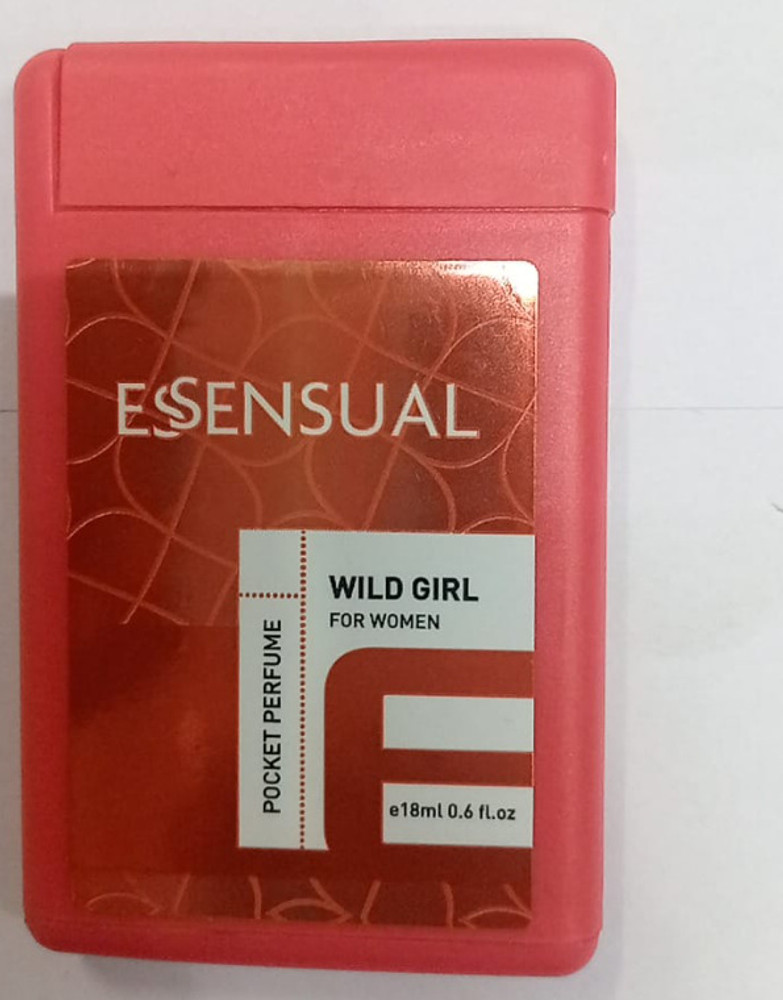 ESSENSUAL
WILD GIRL
FOR WOMEN
POCKET PERFUME
e18ml 0.6 fl.oz